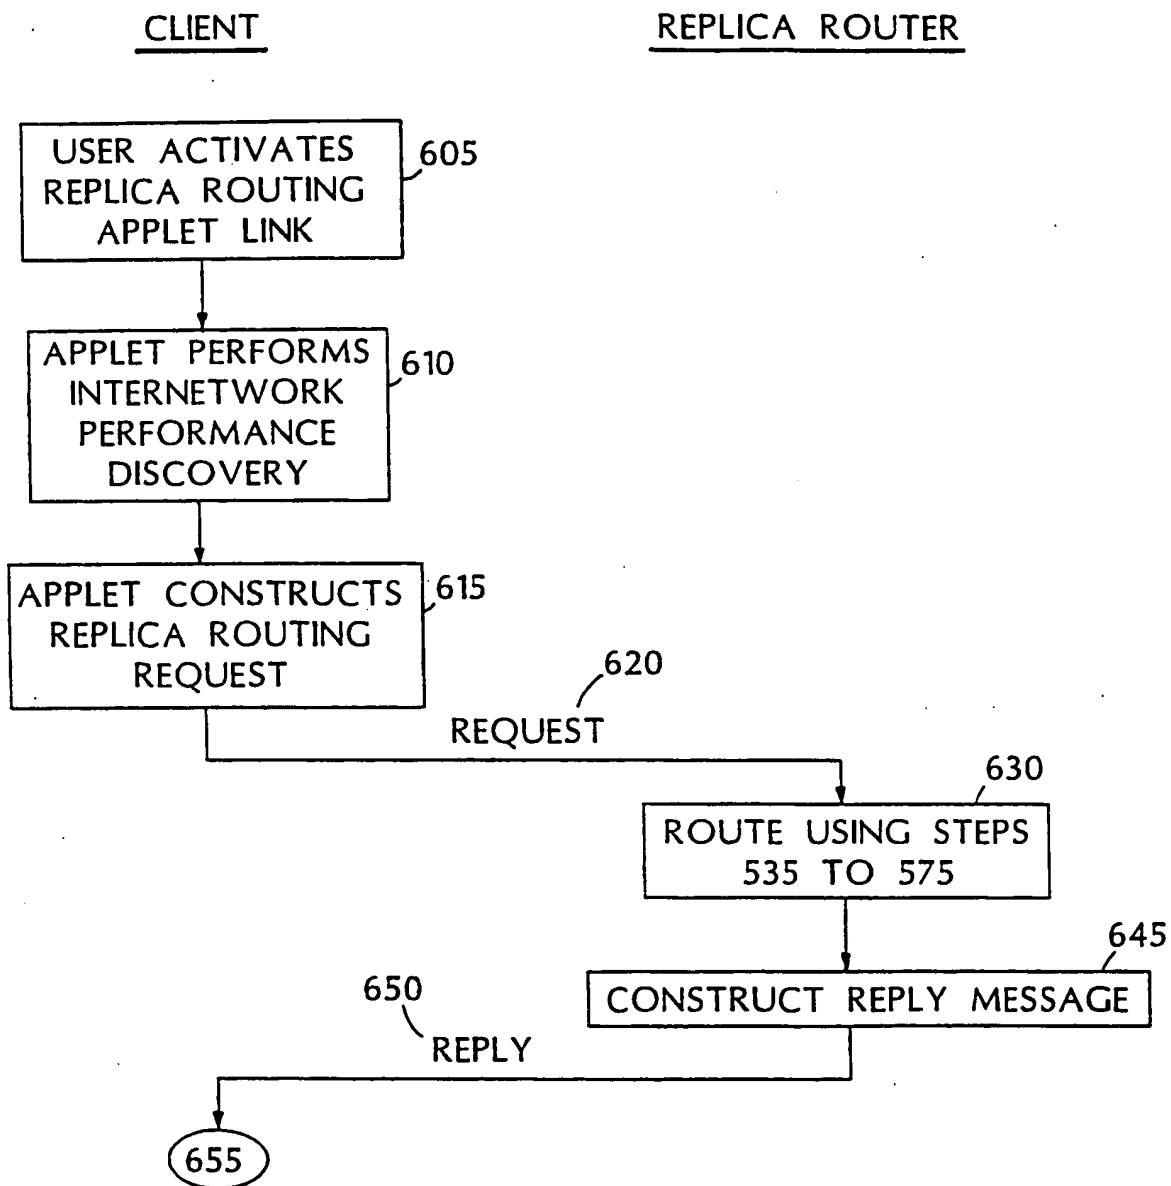 CLIENT
REPLICA ROUTER
USER ACTIVATES
REPLICA ROUTING
APPLET LINK
605
APPLET PERFORMS
INTERNETWORK
PERFORMANCE
DISCOVERY
610
APPLET CONSTRUCTS
REPLICA ROUTING
REQUEST
615
620
REQUEST
630
ROUTE USING STEPS
535 TO 575
645
CONSTRUCT REPLY MESSAGE
650
REPLY
655